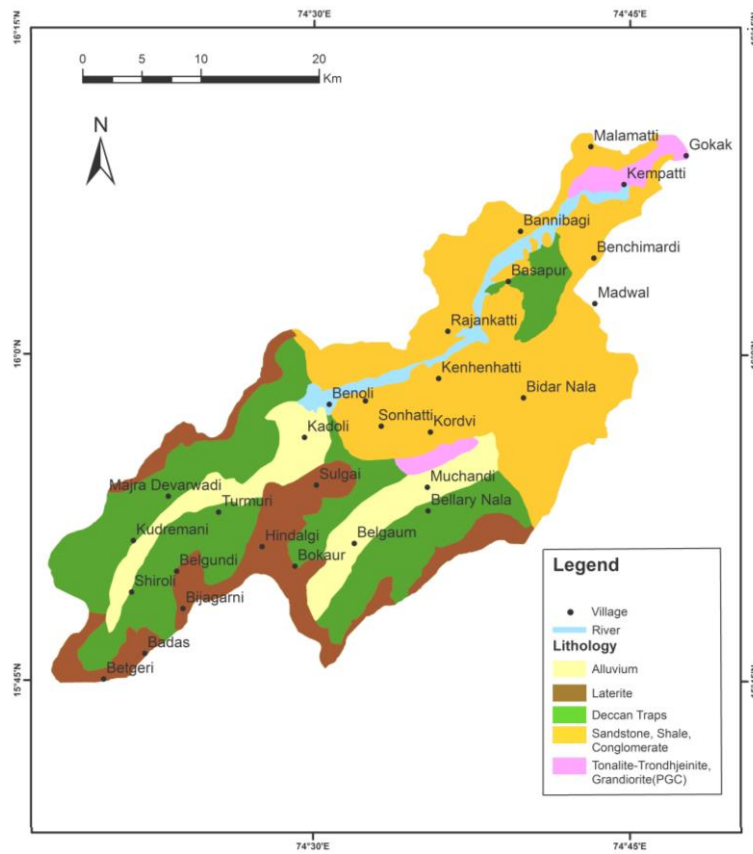 74°30'E 74°45'E
16°15'N
0 5 10 20
Km
N
Malamatti
Gokak
Kempatti
Bannibagi
Benchimardi
Basapur
Madwal
Rajankatti
16°0'N
Kenhenhatti
Bidar Nala
Benoli
Sonhatti
Kordvi
Kadoli
Sulgai
Muchandi
Majra Devarwadi
Turmuri
Bellary Nala
Kudremani
Hindalgi
Belgaum
Belgundi
Bokaur
Shiroli
Bijagarni
Badas
Betgeri
15°45'N
Legend
Village
River
Lithology
Alluvium
Laterite
Deccan Traps
Sandstone, Shale,
Conglomerate
Tonalite-Trondhjeinite,
Grandiorite(PGC)
74°30'E 74°45'E